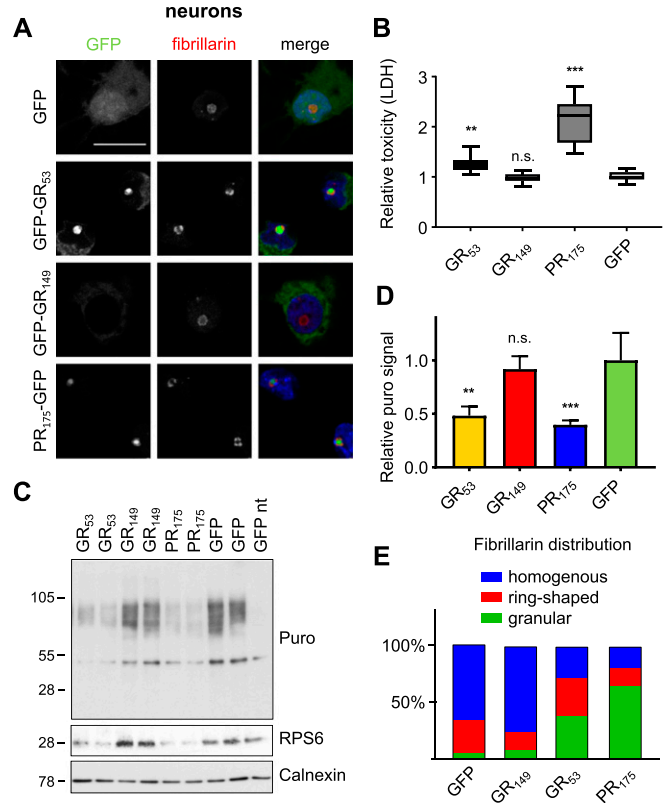 neurons
A
GFP fibrillarin merge
GFP
GFP-GR53
GFP-GR149
PR175-GFP
B
Relative toxicity (LDH)
3
2
1
0
**
n.s.
***
GR53 GR149 PR175 GFP
D
Relative puro signal
1.0
0.5
0.0
**
n.s.
***
GR53 GR149 PR175 GFP
C
GR53 GR53 GR149 GR149 PR175 PR175 GFP GFP GFP nt
105
55
28
Puro
28
RPS6
78
Calnexin
E
Fibrillarin distribution
homogenous
ring-shaped
granular
100%
50%
GFP GR149 GR53 PR175